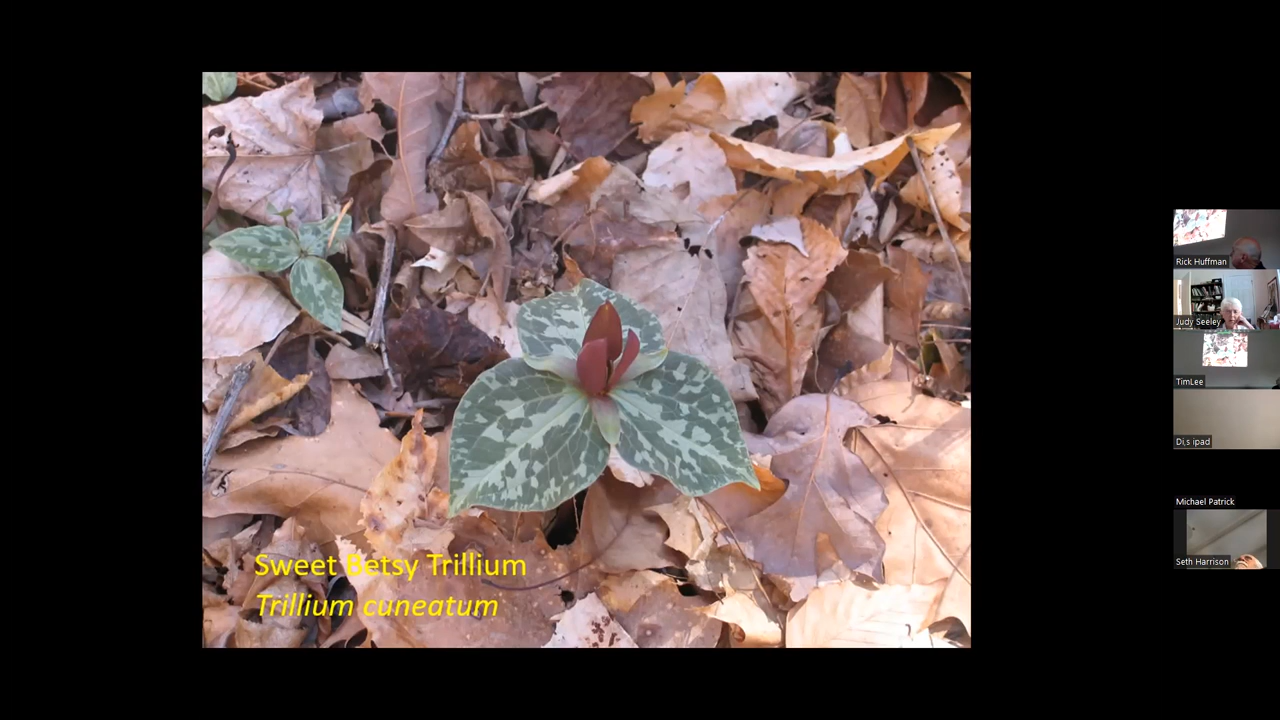 Sweet Betsy Trillium
Trillium cuneatum
Rick Huffman
Judy Seeley
TimLee
Di,s ipad
Michael Patrick
Seth Harrison